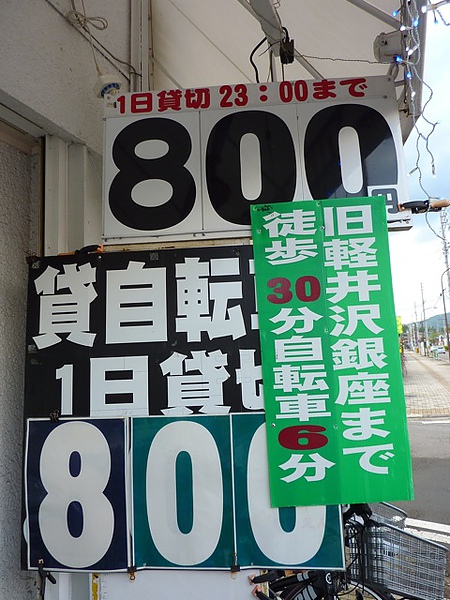 1日貸切 23:00まで
800円
貸自転
1日貸切
800
旧軽井沢銀座まで
徒歩30分自転車6分